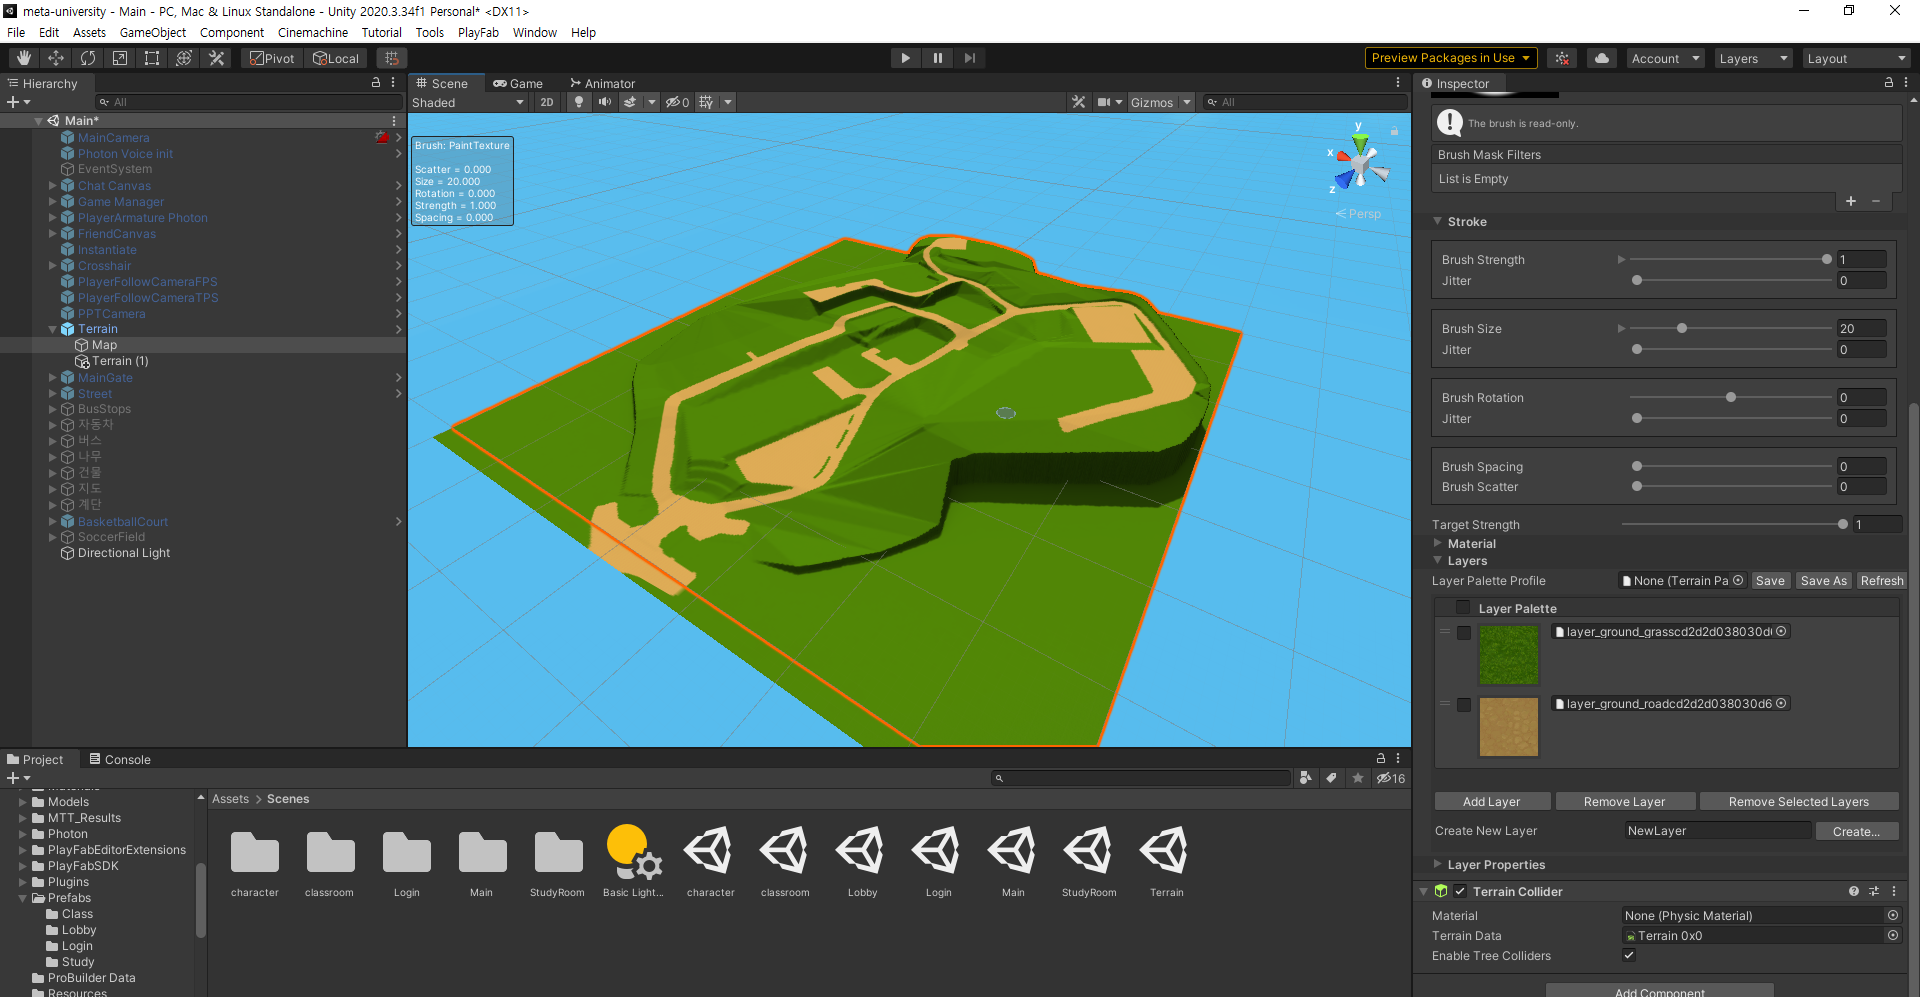 meta-university - Main - PC, Mac & Linux Standalone - Unity 2020.3.34f1 Personal* <DX11>
File Edit Assets GameObject Component Cinemachine Tutorial Tools PlayFab Window Help
Pivot Local Preview Packages in Use Account Layers Layout
Hierarchy
All
Main*
MainCamera
Photon Voice init
EventSystem
Chat Canvas
Game Manager
PlayerArmature Photon
FriendCanvas
Instantiate
Crosshair
PlayerFollowCameraFPS
PlayerFollowCameraTPS
PPTCamera
Terrain
Map
Terrain (1)
MainGate
Street
BusStops
자동차
버스
나무
건물
지도
계단
BasketballCourt
SoccerField
Directional Light
Scene Game Animator
Shaded 2D 0 Gizmos All
Brush: PaintTexture
Scatter = 0.000
Size = 20.000
Rotation = 0.000
Strength = 1.000
Spacing = 0.000
y
x
z
Persp
Inspector
The brush is read-only.
Brush Mask Filters
List is Empty
Stroke
Brush Strength 1
Jitter 0
Brush Size 20
Jitter 0
Brush Rotation 0
Jitter 0
Brush Spacing 0
Brush Scatter 0
Target Strength 1
Material
Layers
Layer Palette Profile None (Terrain Pa Save Save As Refresh
Layer Palette
layer_ground_grasscd2d2d038030d
layer_ground_roadcd2d2d038030d6
Add Layer Remove Layer Remove Selected Layers
Create New Layer NewLayer Create...
Layer Properties
Terrain Collider
Material None (Physic Material)
Terrain Data Terrain 0x0
Enable Tree Colliders
Add Component
Project Console
16
Materials
Models
MTT_Results
Photon
PlayFabEditorExtensions
PlayFabSDK
Plugins
Prefabs
Class
Lobby
Login
Study
ProBuilder Data
Resources
Assets > Scenes
character classroom Login Main StudyRoom Basic Light... character classroom Lobby Login Main StudyRoom Terrain